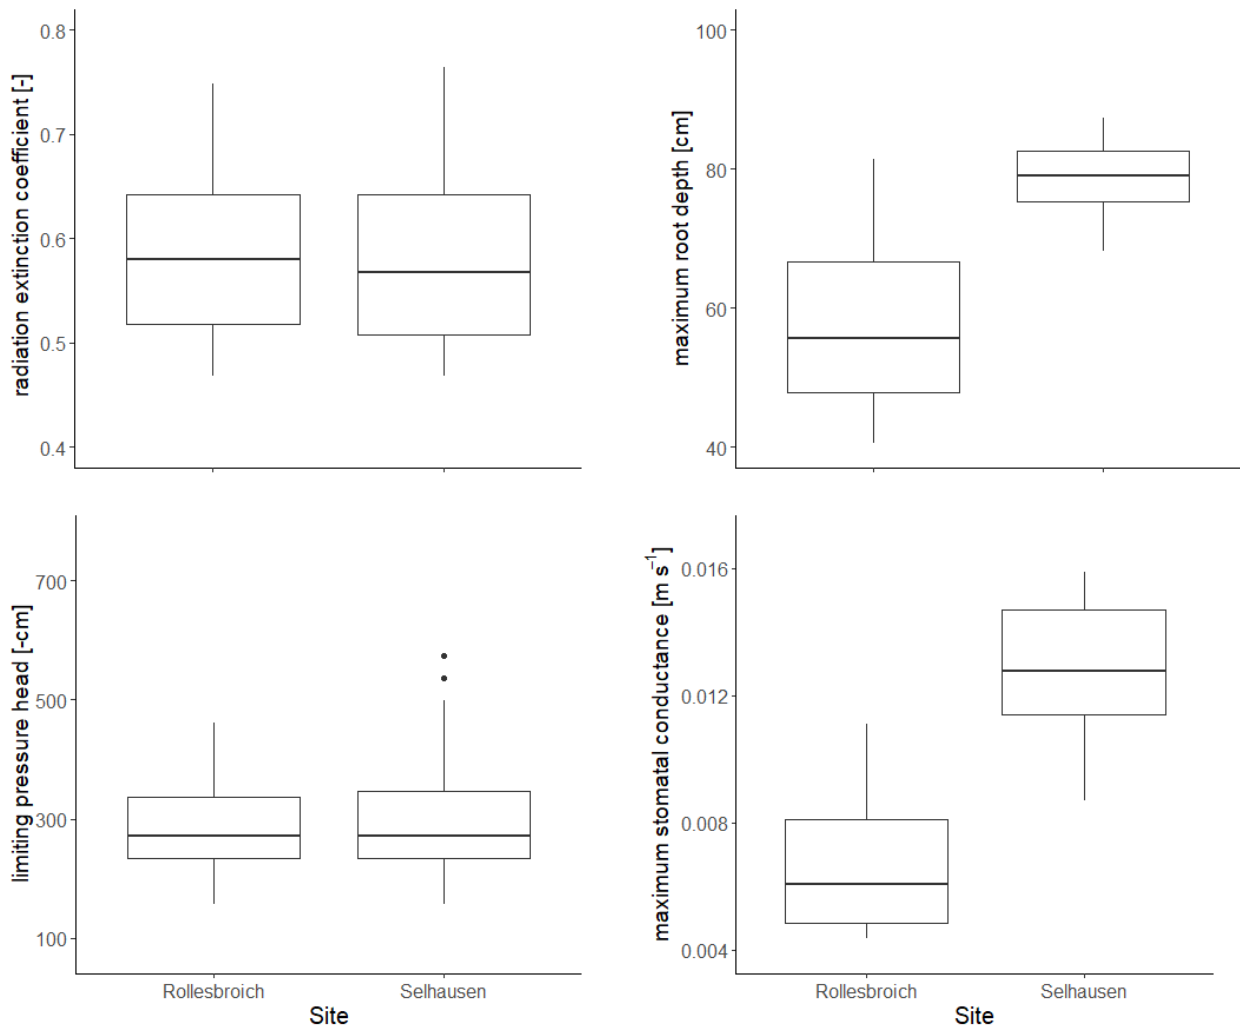 radiation extinction coefficient [-]
0.8
0.7
0.6
0.5
0.4
maximum root depth [cm]
100
80
60
40
limiting pressure head [-cm]
700
500
300
100
Rollesbroich Selhausen
Site
maximum stomatal conductance [m s⁻¹]
0.016
0.012
0.008
0.004
Rollesbroich Selhausen
Site